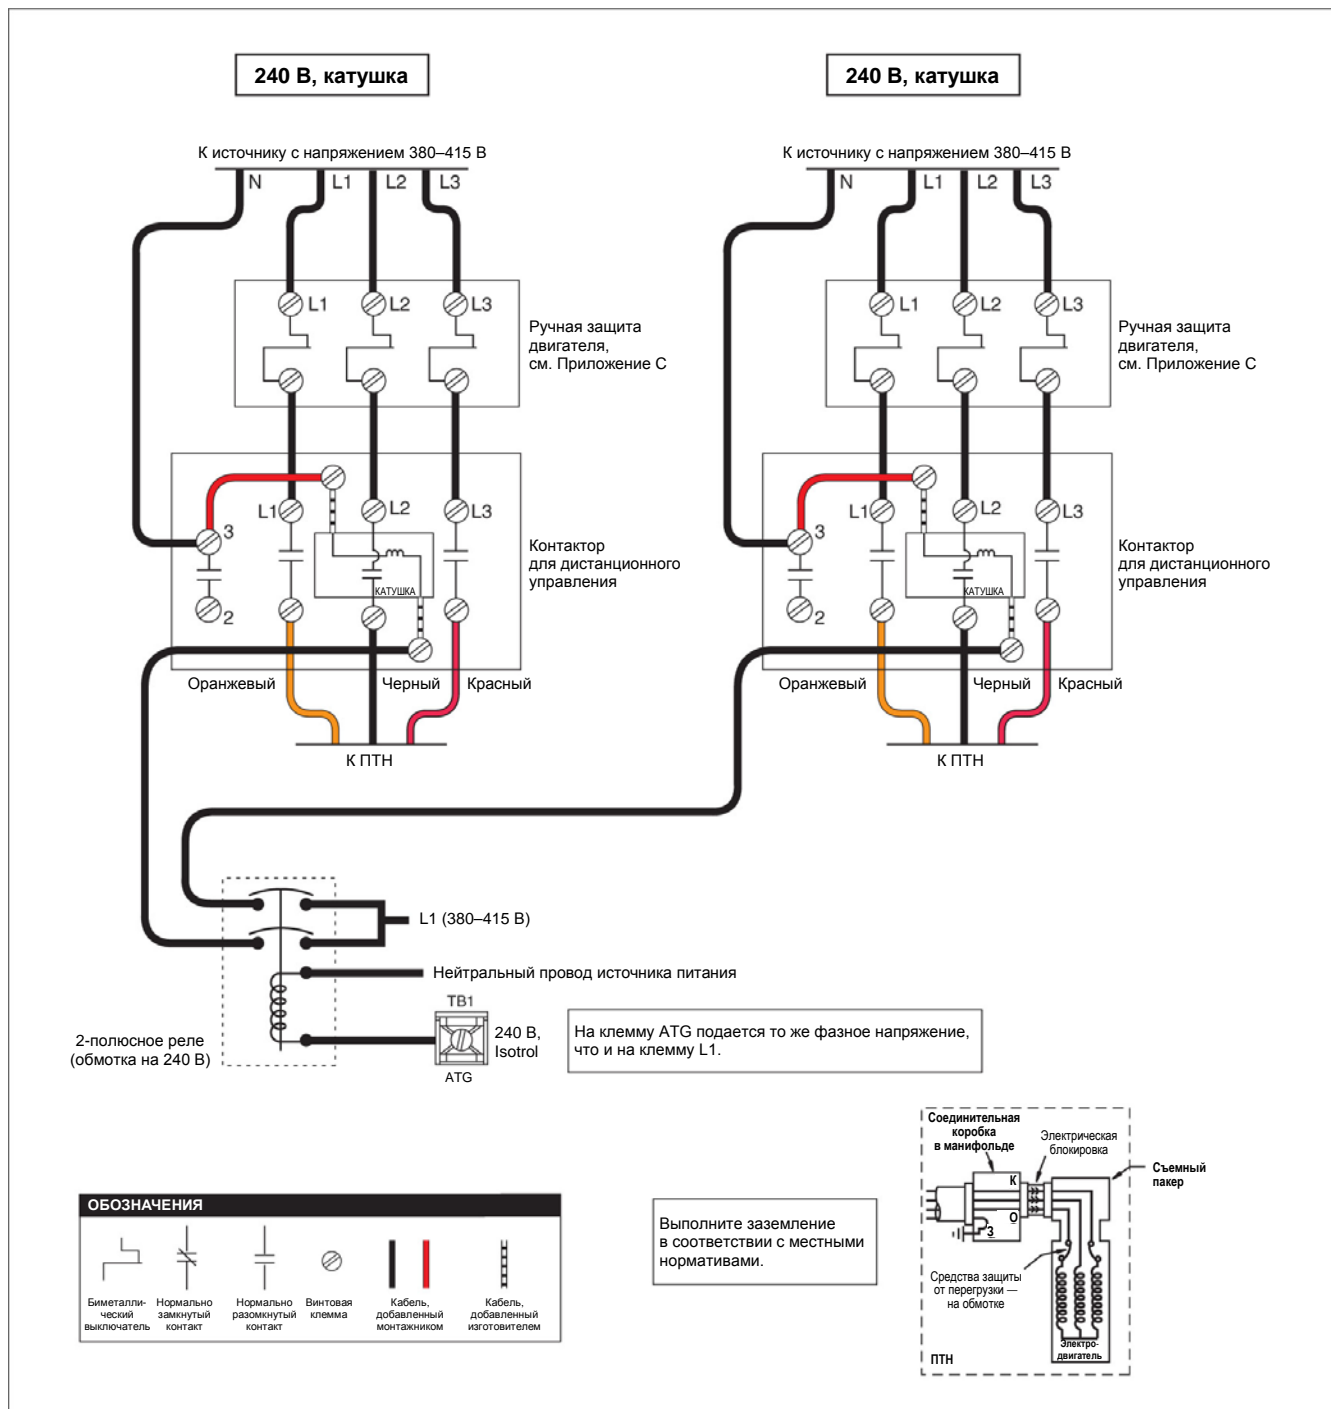 240 В, катушка
240 В, катушка
К источнику с напряжением 380–415 В
К источнику с напряжением 380–415 В
N L1 L2 L3
N L1 L2 L3
L1 L2 L3
L1 L2 L3
Ручная защита
двигателя,
см. Приложение C
Ручная защита
двигателя,
см. Приложение C
3 L1 L2 L3
3 L1 L2 L3
Контактор
для дистанционного
управления
Контактор
для дистанционного
управления
КАТУШКА
КАТУШКА
2
2
Оранжевый Черный Красный
Оранжевый Черный Красный
К ПТН
К ПТН
L1 (380–415 В)
Нейтральный провод источника питания
2-полюсное реле
(обмотка на 240 В)
TB1
240 В,
Isotrol
ATG
На клемму ATG подается то же фазное напряжение,
что и на клемму L1.
ОБОЗНАЧЕНИЯ
Биметалли-
ческий
выключатель
Нормально
замкнутый
контакт
Нормально
разомкнутый
контакт
Винтовая
клемма
Кабель,
добавленный
монтажником
Кабель,
добавленный
изготовителем
Выполните заземление
в соответствии с местными
нормативами.
Соединительная
коробка
в манифольде
Электрическая
блокировка
Съемный
пакер
К
О
З
Средства защиты
от перегрузки —
на обмотке
Электро-
двигатель
ПТН